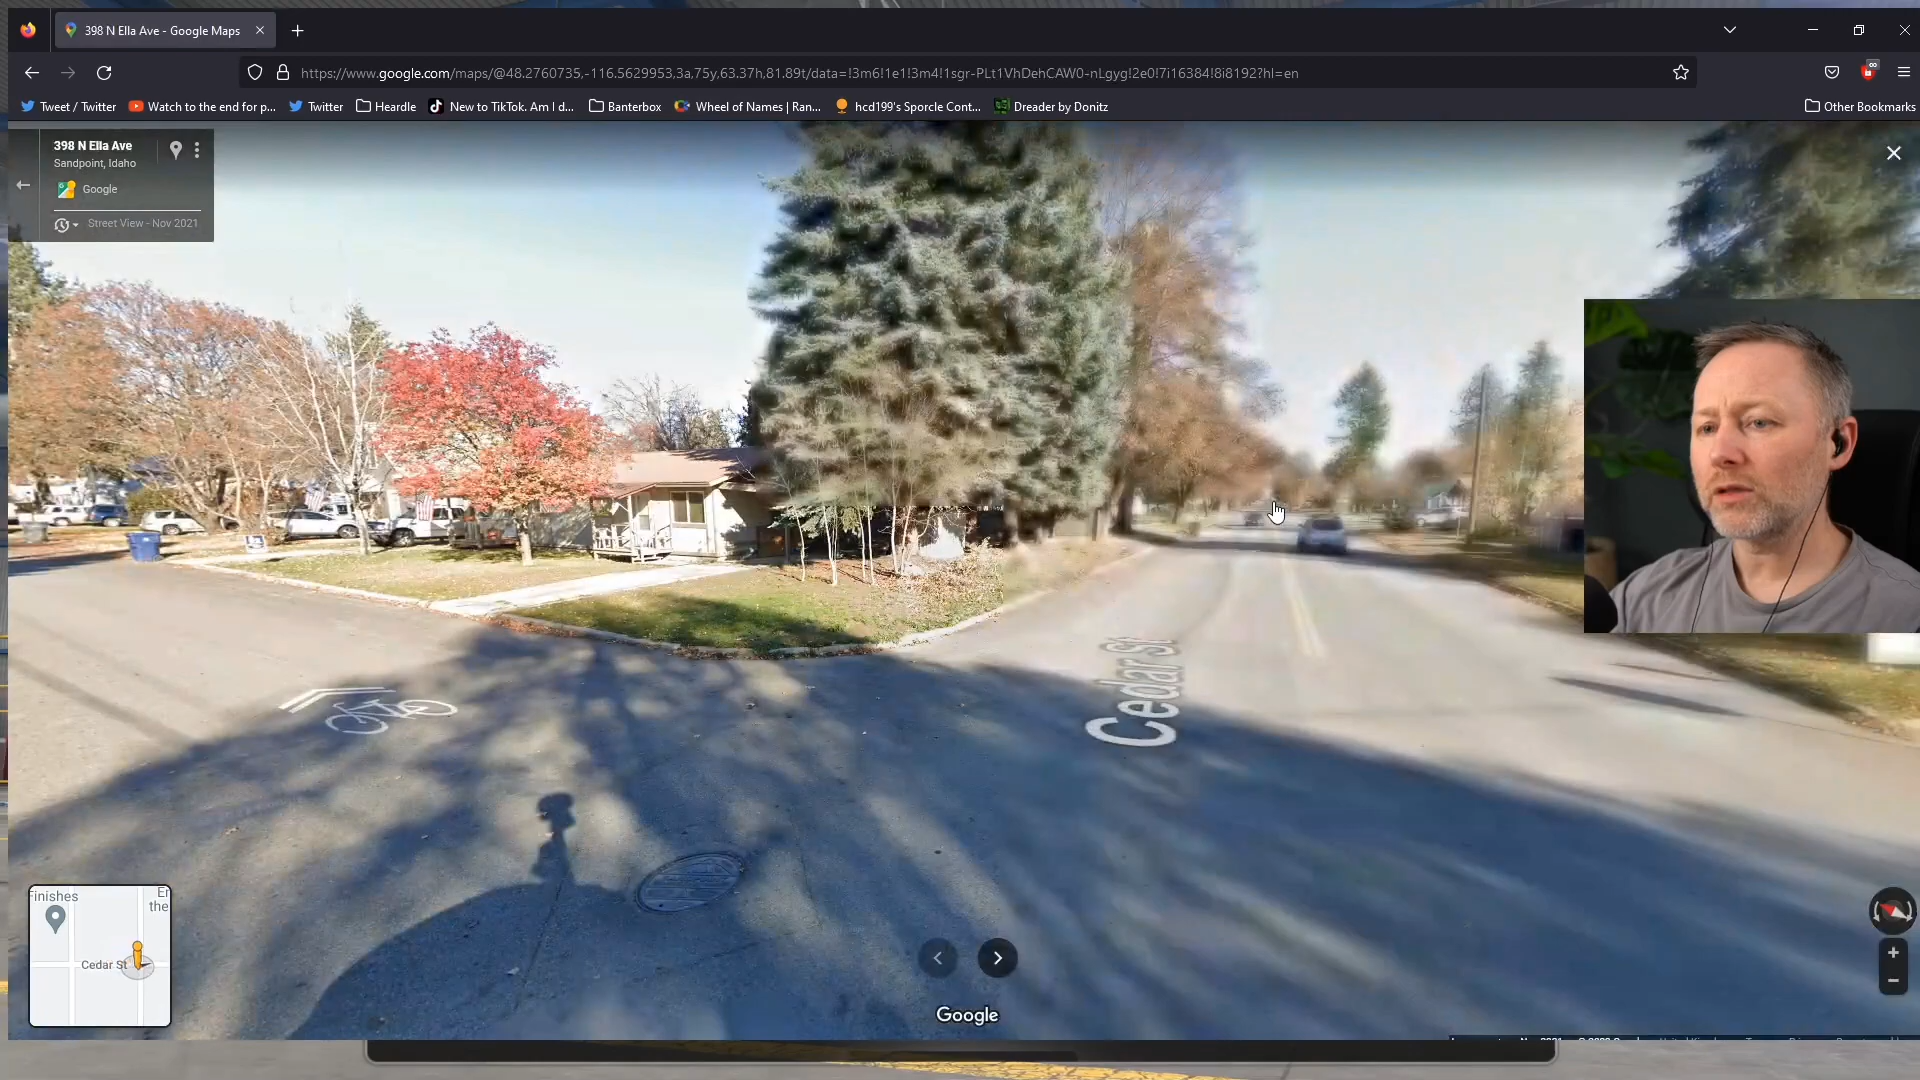 398 N Ella Ave - Google Maps
https://www.google.com/maps/@48.2760735,-116.5629953,3a,75y,63.37h,81.89t/data=!3m6!1e1!3m4!1sgr-PLt1VhDehCAW0-nLgyg!2e0!7i16384!8i8192?hl=en
Tweet / Twitter
Watch to the end for p...
Twitter
Heardle
New to TikTok. Am I d...
Banterbox
Wheel of Names | Ran...
hcd199's Sporcle Cont...
Dreader by Donitz
Other Bookmarks
398 N Ella Ave
Sandpoint, Idaho
Google
Street View - Nov 2021
Cedar St
Finishes
the
Cedar St
Google